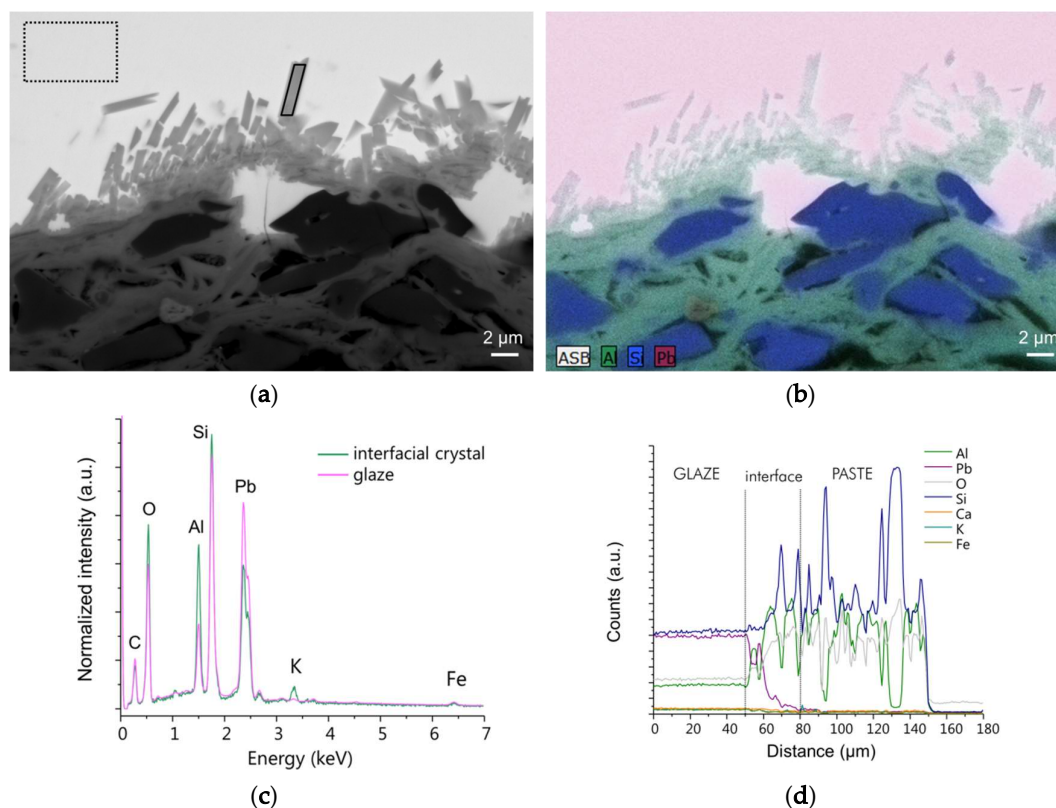 2 µm
2 µm
ASB Al Si Pb
(a)
(b)
Normalized intensity (a.u.)
C
O
Al
Si
Pb
K
Fe
interfacial crystal
glaze
0 1 2 3 4 5 6 7
Energy (keV)
(c)
Counts (a.u.)
GLAZE interface PASTE
Al
Pb
O
Si
Ca
K
Fe
0 20 40 60 80 100 120 140 160 180
Distance (µm)
(d)